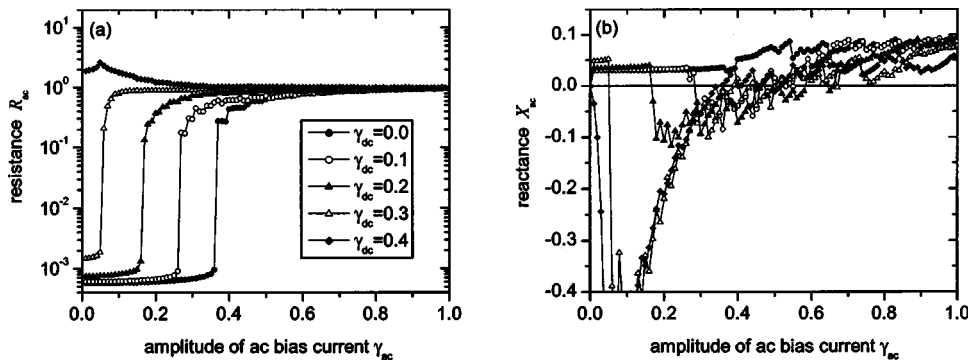 (a)
10¹
10⁰
10⁻¹
10⁻²
10⁻³
resistance R_ac
γ_dc=0.0
γ_dc=0.1
γ_dc=0.2
γ_dc=0.3
γ_dc=0.4
0.0 0.2 0.4 0.6 0.8 1.0
amplitude of ac bias current γ_ac
(b)
0.1
0.0
-0.1
-0.2
-0.3
-0.4
reactance X_ac
0.0 0.2 0.4 0.6 0.8 1.0
amplitude of ac bias current γ_ac